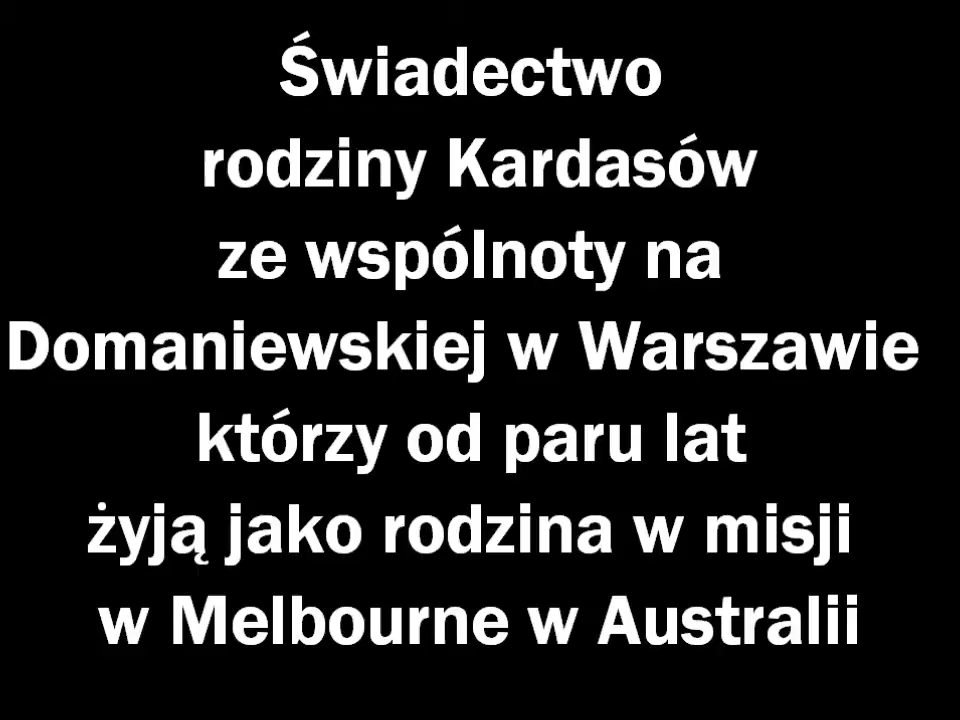 Świadectwo
rodziny Kardasów
ze wspólnoty na
Domaniewskiej w Warszawie
którzy od paru lat
żyją jako rodzina w misji
w Melbourne w Australii